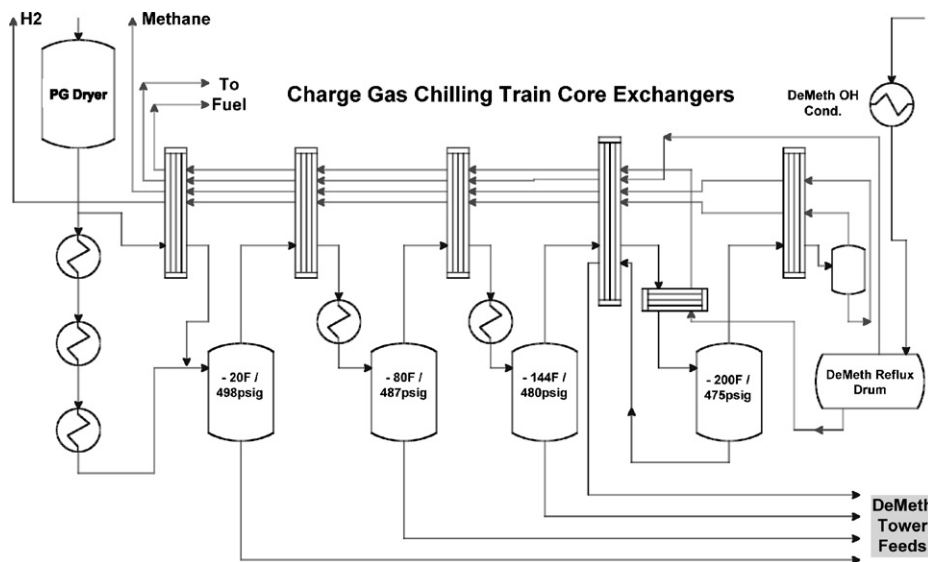 H2
Methane
PG Dryer
To
Fuel
Charge Gas Chilling Train Core Exchangers
DeMeth OH
Cond.
- 20F /
498psig
- 80F /
487psig
- 144F /
480psig
- 200F /
475psig
DeMeth Reflux
Drum
DeMeth
Tower
Feeds